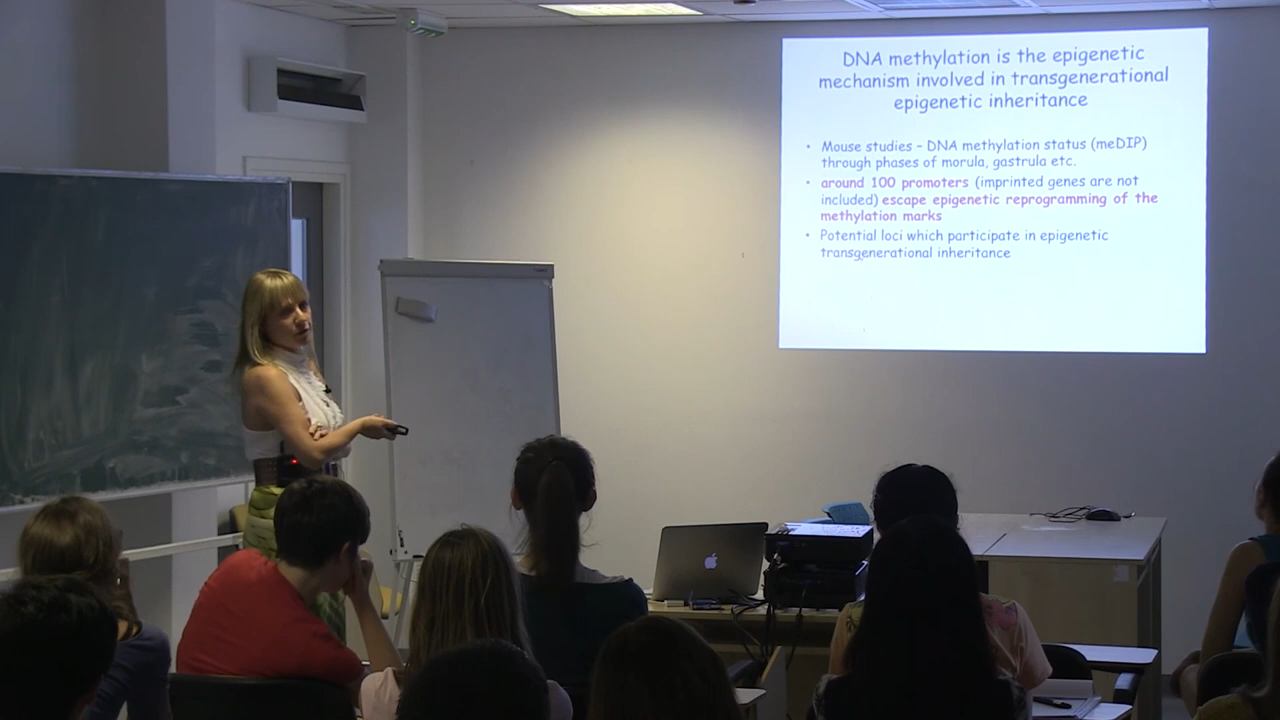 DNA methylation is the epigenetic
mechanism involved in transgenerational
epigenetic inheritance
• Mouse studies – DNA methylation status (meDIP)
through phases of morula, gastrula etc.
• around 100 promoters (imprinted genes are not
included) escape epigenetic reprogramming of the
methylation marks
• Potential loci which participate in epigenetic
transgenerational inheritance